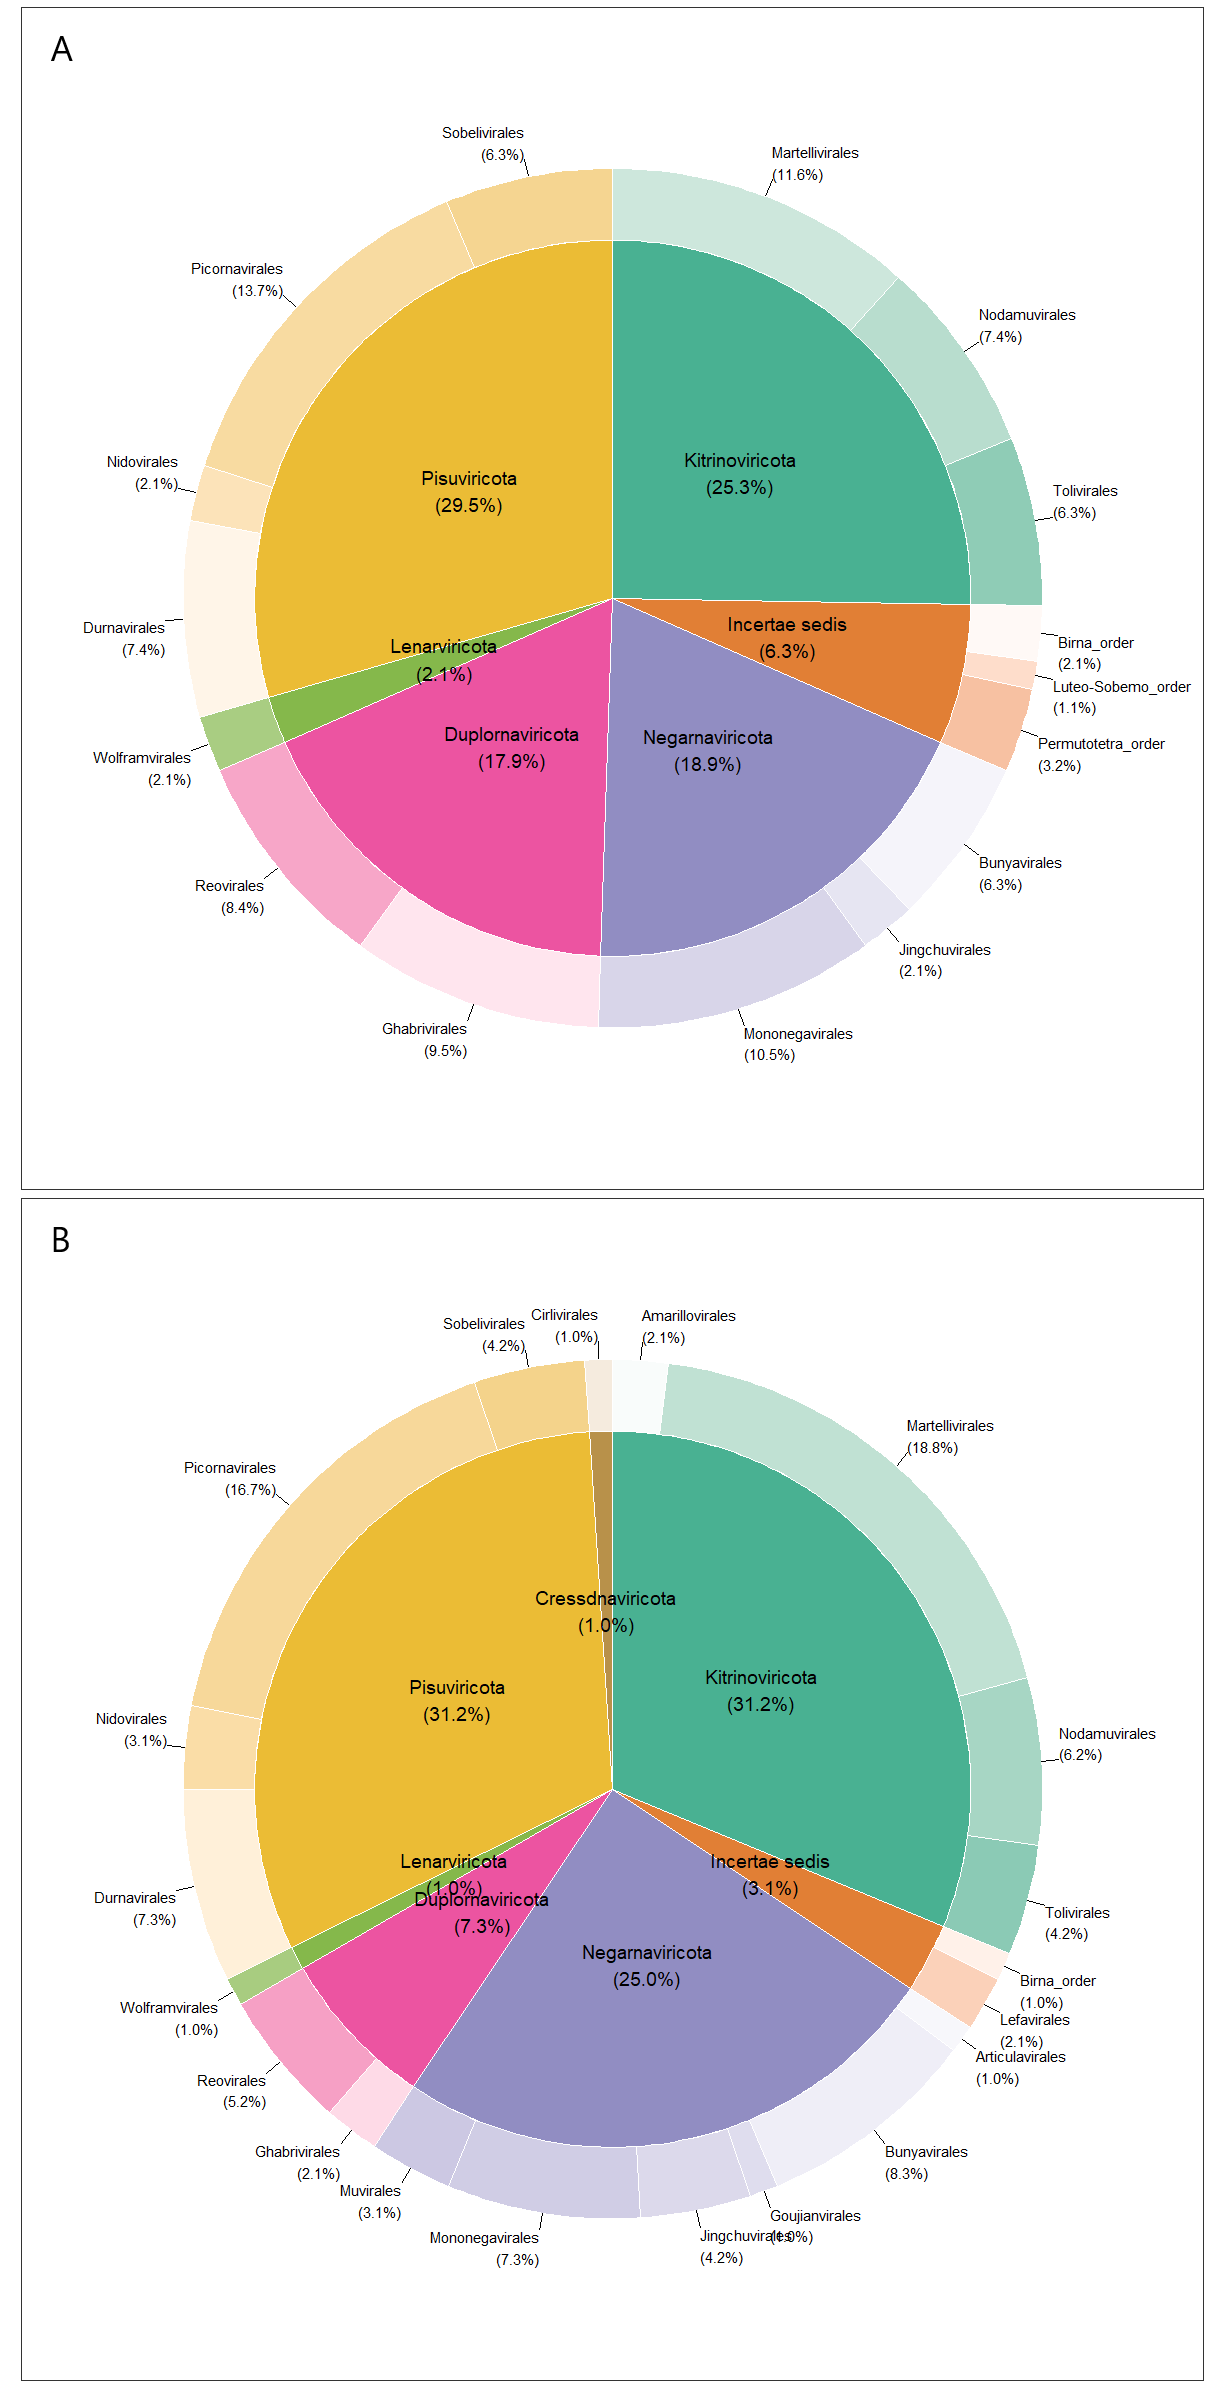 A
Sobelivirales
(6.3%)
Martellivirales
(11.6%)
Picornavirales
(13.7%)
Nodamuvirales
(7.4%)
Nidovirales
(2.1%)
Pisuviricota
(29.5%)
Kitrinoviricota
(25.3%)
Tolivirales
(6.3%)
Durnavirales
(7.4%)
Lenarviricota
(2.1%)
Incertae sedis
(6.3%)
Birna_order
(2.1%)
Luteo-Sobemo_order
(1.1%)
Wolframvirales
(2.1%)
Duplornaviricota
(17.9%)
Negarnaviricota
(18.9%)
Permutotetra_order
(3.2%)
Reovirales
(8.4%)
Bunyavirales
(6.3%)
Jingchuvirales
(2.1%)
Ghabrivirales
(9.5%)
Mononegavirales
(10.5%)
B
Sobelivirales
(4.2%)
Cirlivirales
(1.0%)
Amarillovirales
(2.1%)
Martellivirales
(18.8%)
Picornavirales
(16.7%)
Cressdnaviricota
(1.0%)
Pisuviricota
(31.2%)
Kitrinoviricota
(31.2%)
Nidovirales
(3.1%)
Nodamuvirales
(6.2%)
Lenarviricota
(1.0%)
Incertae sedis
(3.1%)
Durnavirales
(7.3%)
Duplornaviricota
(7.3%)
Tolivirales
(4.2%)
Negarnaviricota
(25.0%)
Birna_order
(1.0%)
Wolframvirales
(1.0%)
Lefavirales
(2.1%)
Articulavirales
(1.0%)
Reovirales
(5.2%)
Ghabrivirales
(2.1%)
Bunyavirales
(8.3%)
Muvirales
(3.1%)
Goujianvirales
(1.0%)
Mononegavirales
(7.3%)
Jingchuvirales
(4.2%)